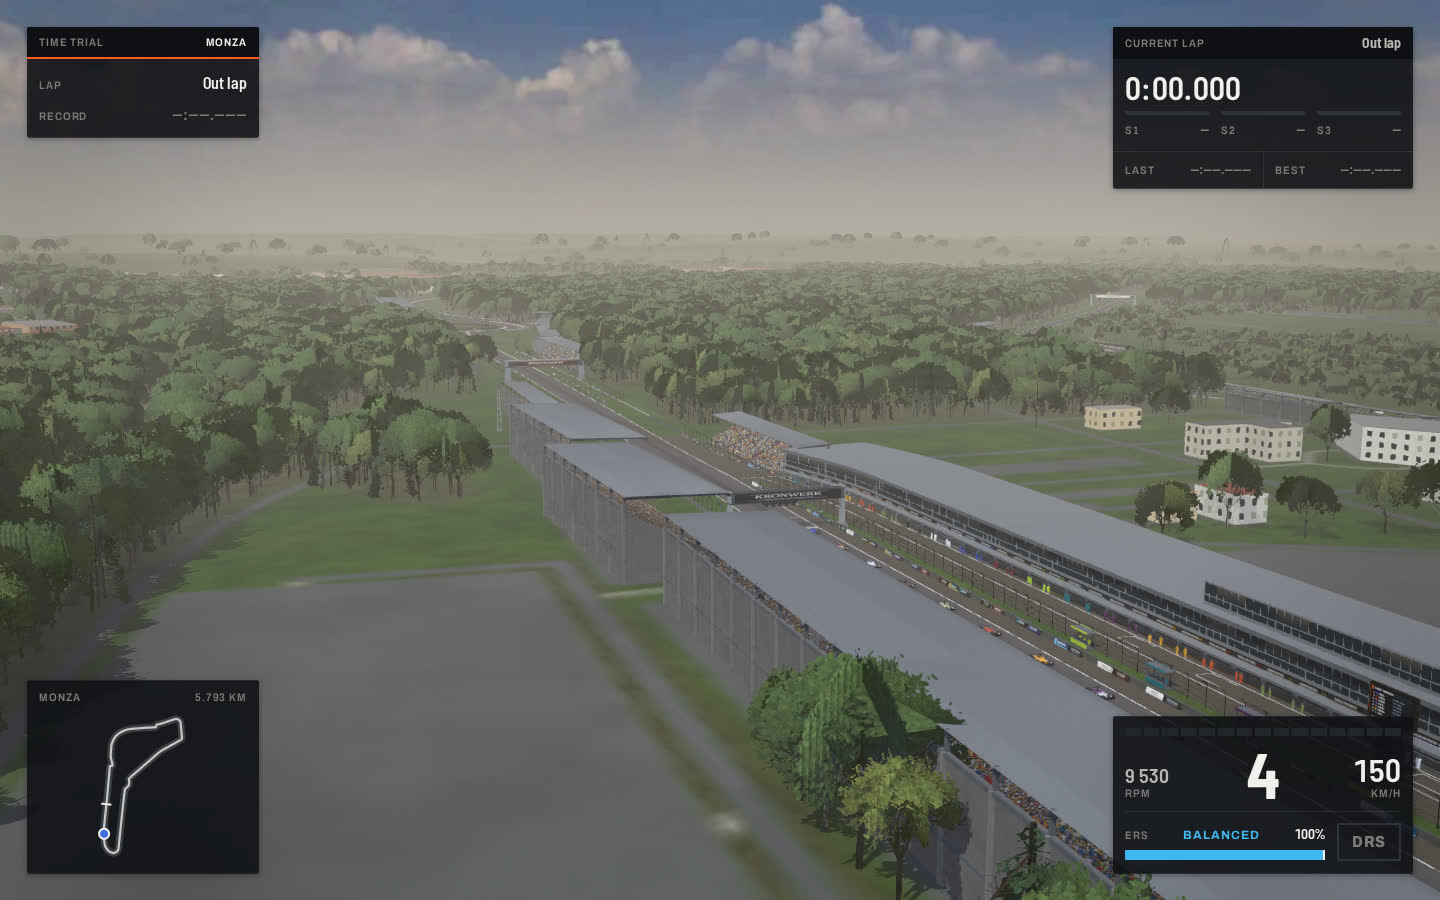 TIME TRIAL MONZA
LAP Out lap
RECORD –:––.–––
CURRENT LAP Out lap
0:00.000
S1 – S2 – S3 –
LAST –:––.––– BEST –:––.–––
KRONWERK
MONZA 5.793 KM
9 530 RPM
4
150 KM/H
ERS BALANCED 100%
DRS